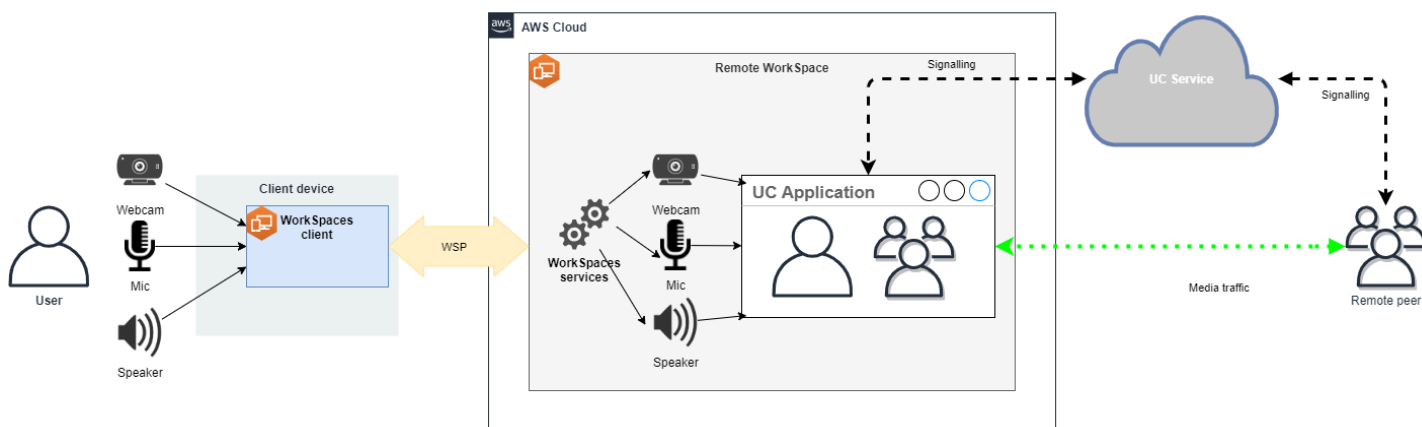 aws
AWS Cloud
Remote WorkSpace
Signalling
UC Service
Signalling
Client device
Webcam
WorkSpaces
client
Mic
User
Speaker
WSP
WorkSpaces
services
Webcam
Mic
Speaker
UC Application
Media traffic
Remote peer